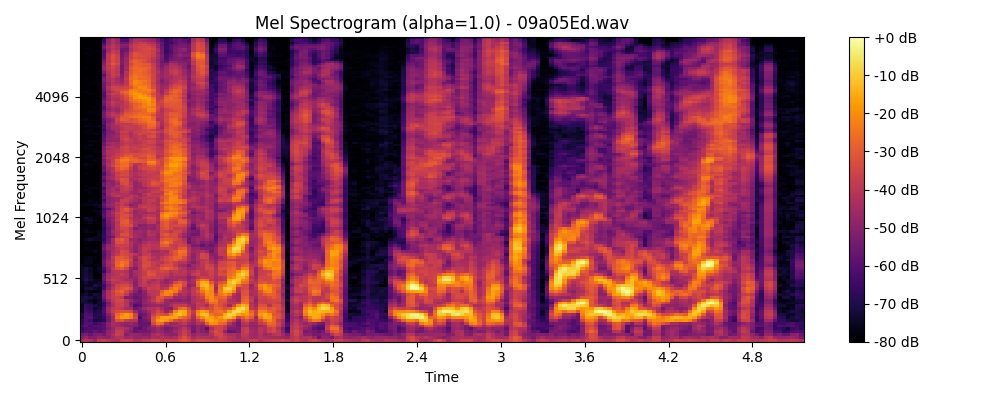 Mel Spectrogram (alpha=1.0) - 09a05Ed.wav
Mel Frequency
4096
2048
1024
512
0
0 0.6 1.2 1.8 2.4 3 3.6 4.2 4.8
Time
+0 dB
-10 dB
-20 dB
-30 dB
-40 dB
-50 dB
-60 dB
-70 dB
-80 dB